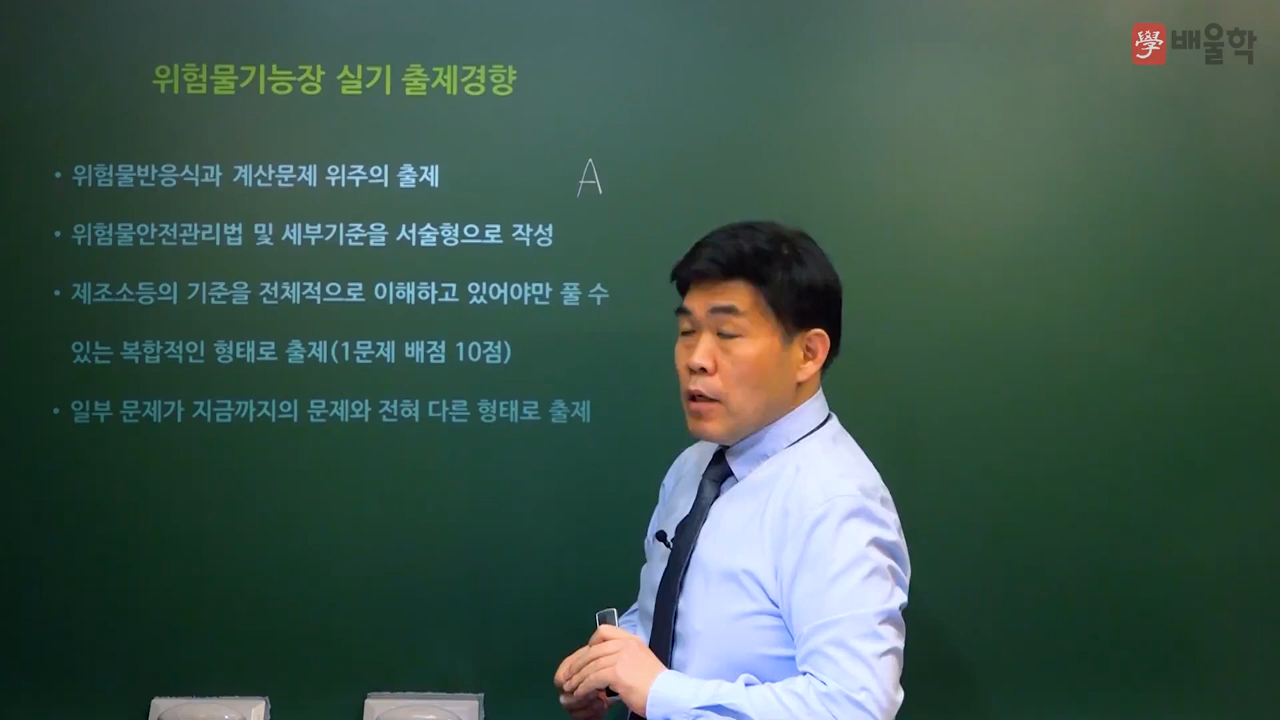 學 배울학
위험물기능장 실기 출제경향
• 위험물반응식과 계산문제 위주의 출제
A
• 위험물안전관리법 및 세부기준을 서술형으로 작성
• 제조소등의 기준을 전체적으로 이해하고 있어야만 풀 수
있는 복합적인 형태로 출제(1문제 배점 10점)
• 일부 문제가 지금까지의 문제와 전혀 다른 형태로 출제